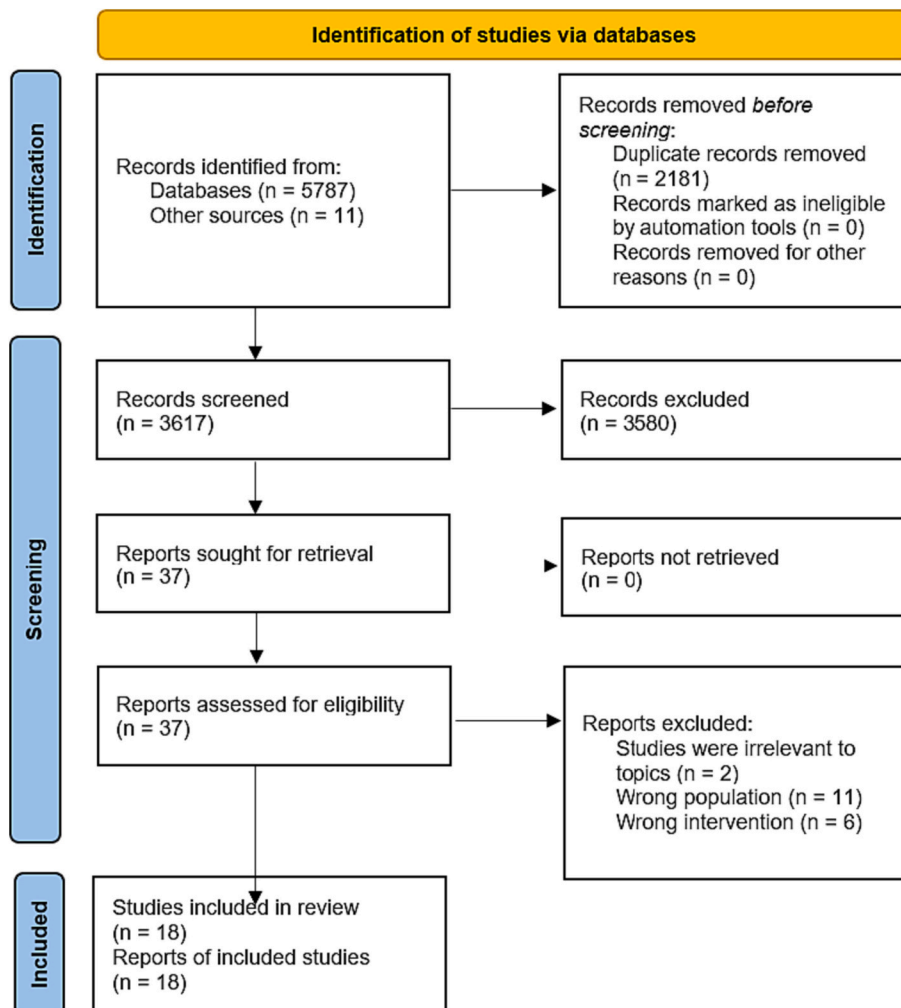 Identification of studies via databases
Identification
Records identified from:
Databases (n = 5787)
Other sources (n = 11)
Records removed before
screening:
Duplicate records removed
(n = 2181)
Records marked as ineligible
by automation tools (n = 0)
Records removed for other
reasons (n = 0)
Screening
Records screened
(n = 3617)
Records excluded
(n = 3580)
Reports sought for retrieval
(n = 37)
Reports not retrieved
(n = 0)
Reports assessed for eligibility
(n = 37)
Reports excluded:
Studies were irrelevant to
topics (n = 2)
Wrong population (n = 11)
Wrong intervention (n = 6)
Included
Studies included in review
(n = 18)
Reports of included studies
(n = 18)